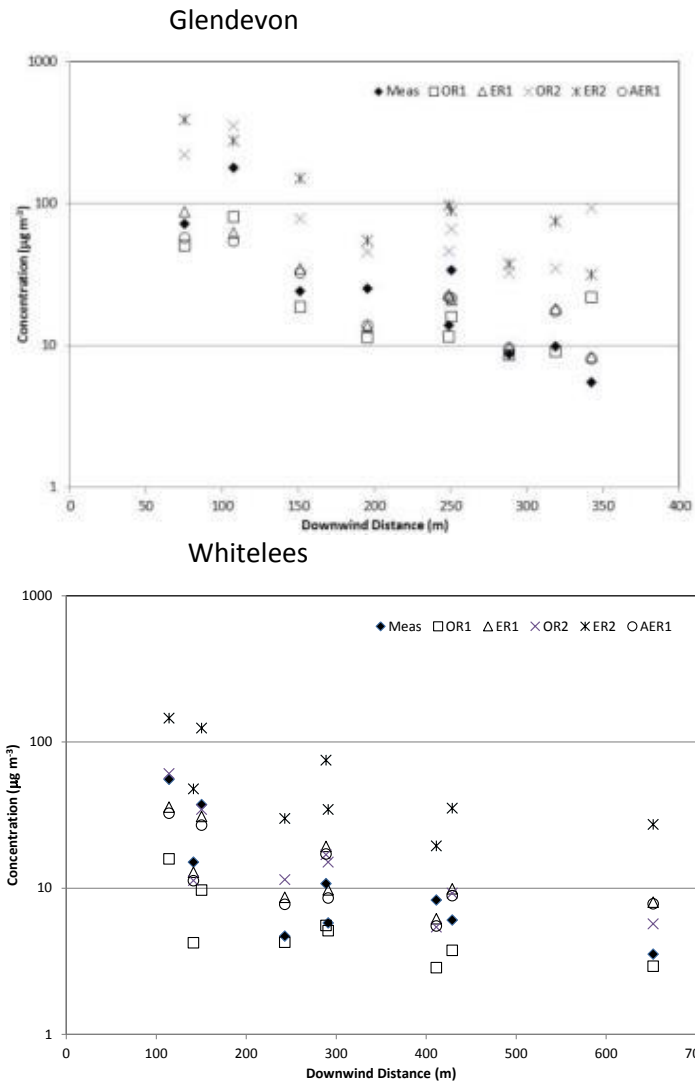 Glendevon
1000
Meas OR1 ER1 OR2 ER2 AER1
100
Concentration (µg m-3)
10
1
0 50 100 150 200 250 300 350 400
Downwind Distance (m)
Whitelees
1000
Meas OR1 ER1 OR2 ER2 AER1
100
Concentration (µg m-3)
10
1
0 100 200 300 400 500 600 70
Downwind Distance (m)